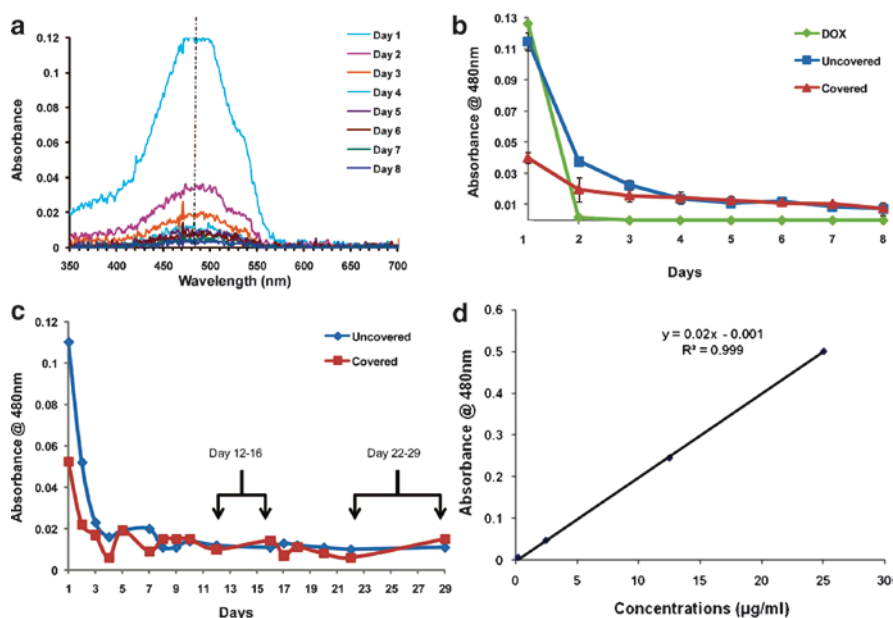 a
0.12
0.1
0.08
0.06
0.04
0.02
0
350
400
450
500
550
600
650
700
Absorbance
Wavelength (nm)
Day 1
Day 2
Day 3
Day 4
Day 5
Day 6
Day 7
Day 8
b
0.13
0.11
0.09
0.07
0.05
0.03
0.01
1
2
3
4
5
6
7
8
Absorbance @ 480nm
Days
DOX
Uncovered
Covered
c
0.12
0.1
0.08
0.06
0.04
0.02
0
1
3
5
7
9
11
13
15
17
19
21
23
25
27
29
Absorbance @ 480nm
Days
Uncovered
Covered
Day 12-16
Day 22-29
d
0.6
0.5
0.4
0.3
0.2
0.1
0
0
5
10
15
20
25
30
Absorbance @ 480nm
Concentrations (µg/ml)
y = 0.02x - 0.001
R² = 0.999